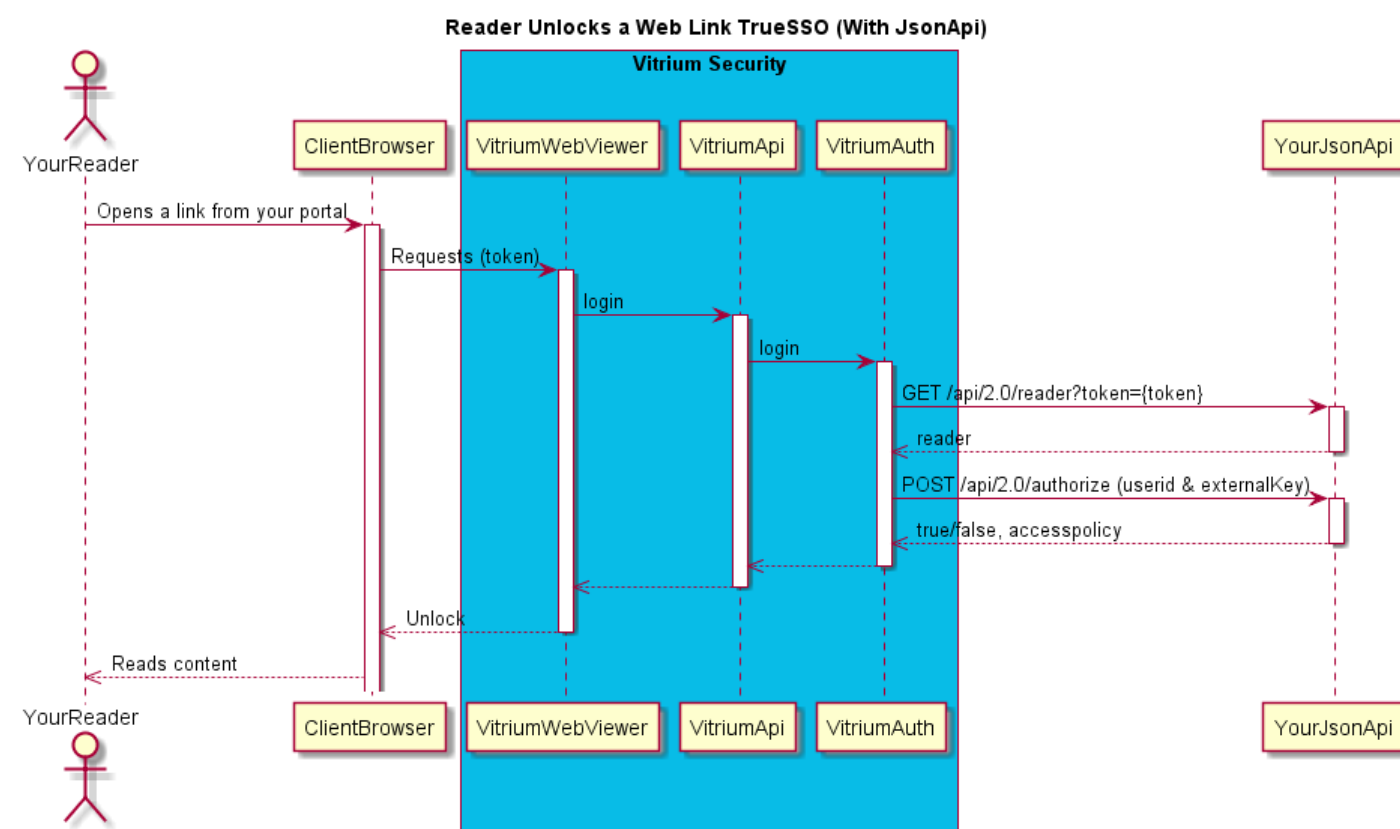 Reader Unlocks a Web Link TrueSSO (With JsonApi)
Vitrium Security
YourReader
ClientBrowser
VitriumWebViewer
VitriumApi
VitriumAuth
YourJsonApi
Opens a link from your portal
Requests (token)
login
login
GET /api/2.0/reader?token={token}
reader
POST /api/2.0/authorize (userid & externalKey)
true/false, accesspolicy
Unlock
Reads content
YourReader
ClientBrowser
VitriumWebViewer
VitriumApi
VitriumAuth
YourJsonApi